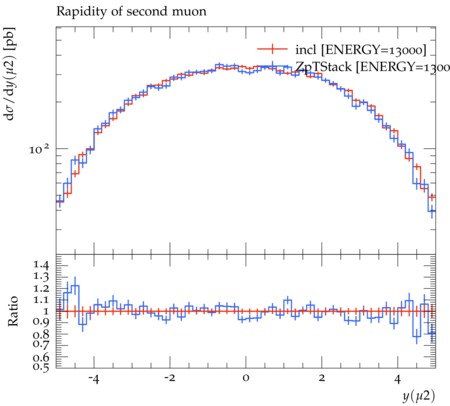 Rapidity of second muon
dσ/dy(μ2) [pb]
incl [ENERGY=13000]
ZpTStack [ENERGY=1300
10²
1.4
1.3
1.2
1.1
1
0.9
0.8
0.7
0.6
0.5
Ratio
-4 -2 0 2 4
y(μ2)